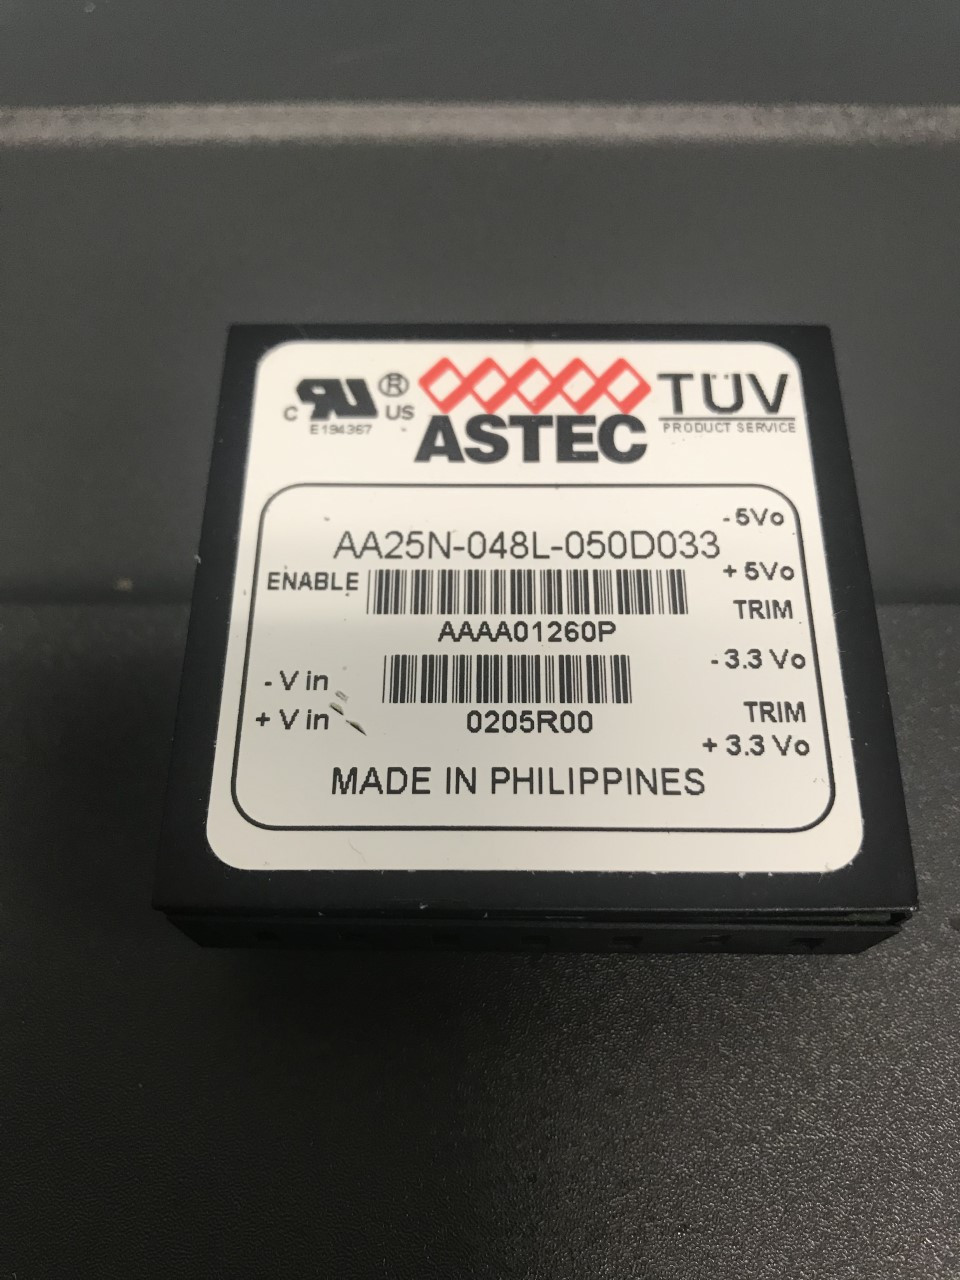 C RU US ®
E194367
ASTEC
TÜV
PRODUCT SERVICE
AA25N-048L-050D033
- 5Vo
ENABLE
+ 5Vo
TRIM
AAAA01260P
- 3.3 Vo
- V in
TRIM
+ V in
0205R00
+ 3.3 Vo
MADE IN PHILIPPINES